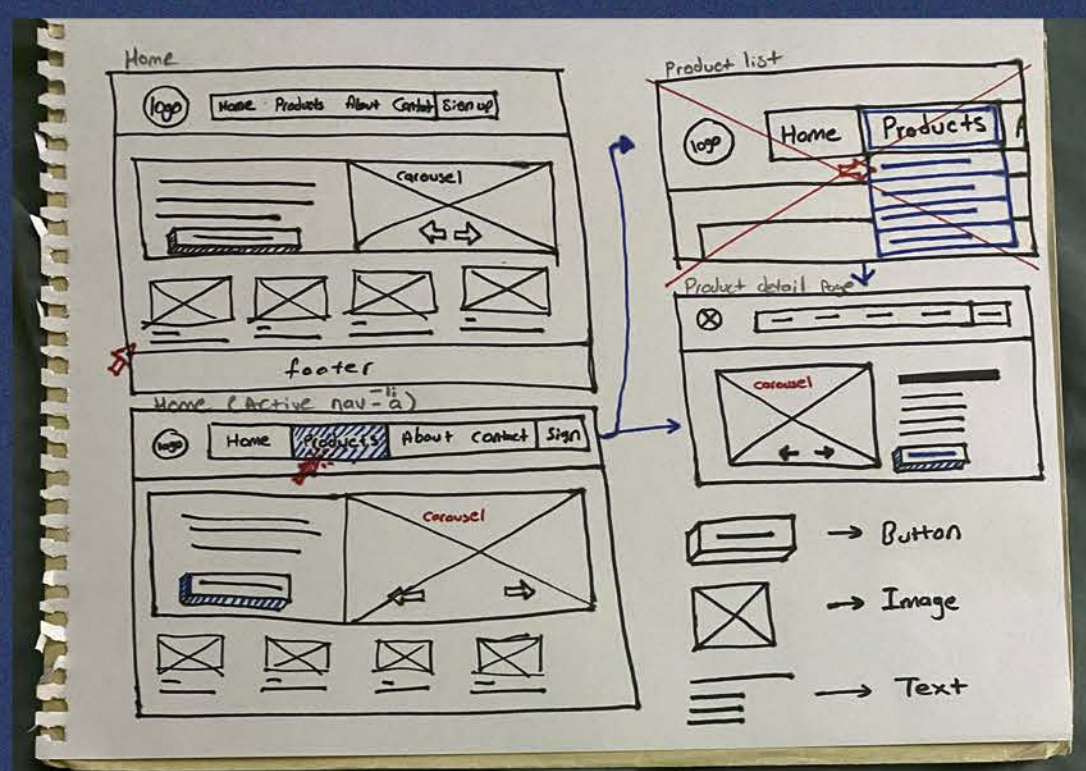 Home
logo Home Products About Contact Sign up
Carousel
footer
Home (Active nav-a)
li
logo Home Products About Contact Sign
Carousel
Product list
logo Home Products A
Product detail Page
carousel
→ Button
→ Image
→ Text